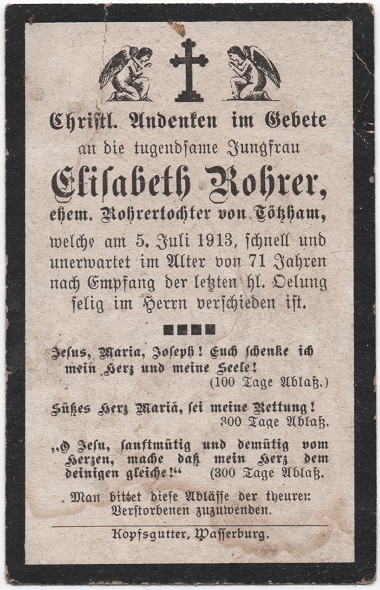 Christl. Andenken im Gebete
an die tugendsame Jungfrau
Elisabeth Rohrer,
ehem. Rohrertochter von Tötzham,
welche am 5. Juli 1913, schnell und
unerwartet im Alter von 71 Jahren
nach Empfang der letzten hl. Oelung
selig im Herrn verschieden ist.
Jesus, Maria, Joseph! Euch schenke ich
mein Herz und meine Seele!
(100 Tage Ablaß.)
Süßes Herz Mariä, sei meine Rettung!
300 Tage Ablaß.
„O Jesu, sanftmütig und demütig vom
Herzen, mache daß mein Herz dem
deinigen gleiche!“ (300 Tage Ablaß.
Man bittet diese Ablässe der theuren
Verstorbenen zuzuwenden.
Kopfsgutter, Wasserburg.